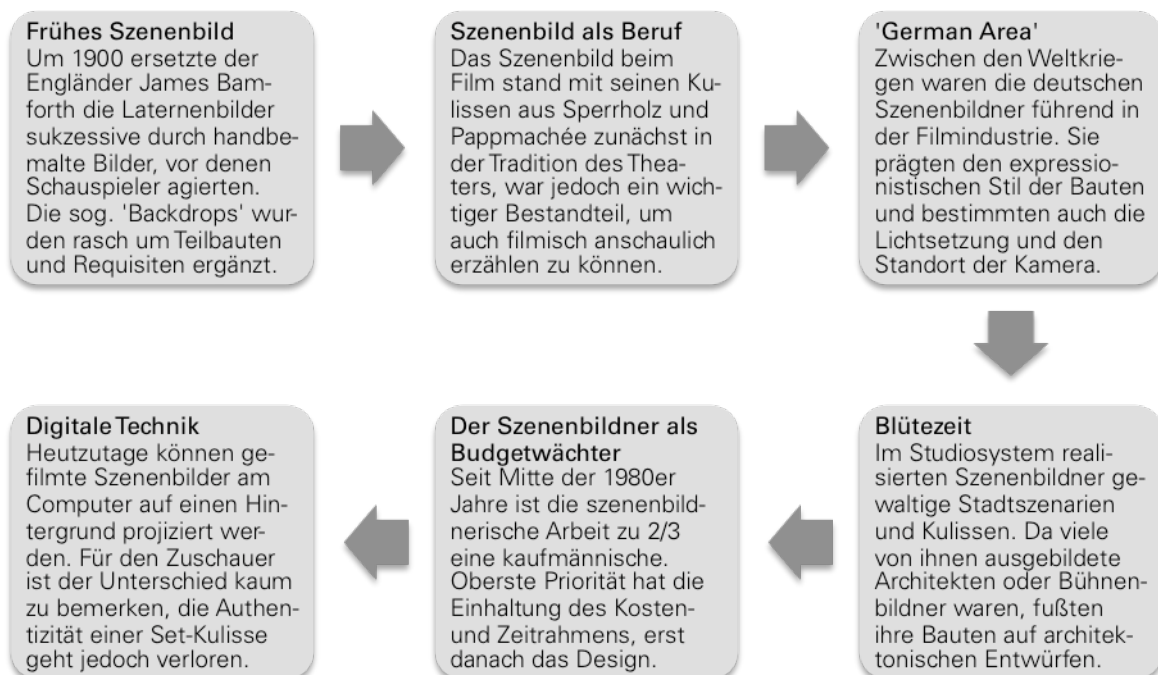 Frühes Szenenbild
Um 1900 ersetzte der
Engländer James Bam-
forth die Laternenbilder
sukzessive durch handbe-
malte Bilder, vor denen
Schauspieler agierten.
Die sog. 'Backdrops' wur-
den rasch um Teilbauten
und Requisiten ergänzt.
Szenenbild als Beruf
Das Szenenbild beim
Film stand mit seinen Ku-
lissen aus Sperrholz und
Pappmachée zunächst in
der Tradition des Thea-
ters, war jedoch ein wich-
tiger Bestandteil, um
auch filmisch anschaulich
erzählen zu können.
'German Area'
Zwischen den Weltkrie-
gen waren die deutschen
Szenenbildner führend in
der Filmindustrie. Sie
prägten den expressio-
nistischen Stil der Bauten
und bestimmten auch die
Lichtsetzung und den
Standort der Kamera.
Blütezeit
Im Studiosystem reali-
sierten Szenenbildner ge-
waltige Stadtszenarien
und Kulissen. Da viele
von ihnen ausgebildete
Architekten oder Bühnen-
bildner waren, fußten
ihre Bauten auf architek-
tonischen Entwürfen.
Der Szenenbildner als
Budgetwächter
Seit Mitte der 1980er
Jahre ist die szenenbild-
nerische Arbeit zu 2/3
eine kaufmännische.
Oberste Priorität hat die
Einhaltung des Kosten-
und Zeitrahmens, erst
danach das Design.
Digitale Technik
Heutzutage können ge-
filmte Szenenbilder am
Computer auf einen Hin-
tergrund projiziert wer-
den. Für den Zuschauer
ist der Unterschied kaum
zu bemerken, die Authen-
tizität einer Set-Kulisse
geht jedoch verloren.